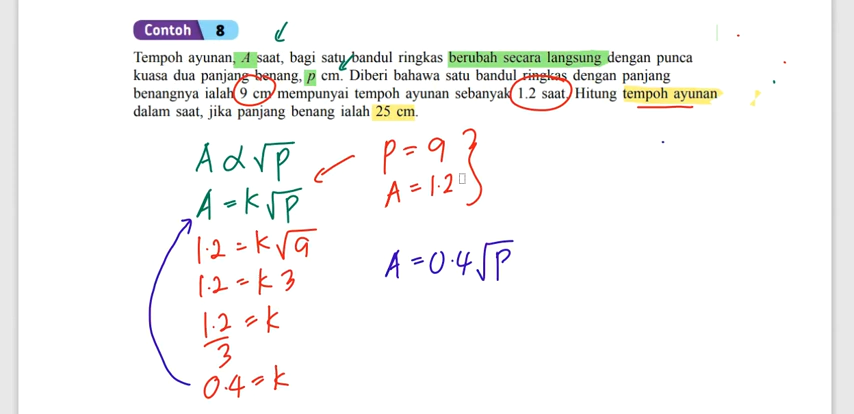 Contoh 8
Tempoh ayunan, A saat, bagi satu bandul ringkas berubah secara langsung dengan punca
kuasa dua panjang benang, p cm. Diberi bahawa satu bandul ringkas dengan panjang
benangnya ialah 9 cm mempunyai tempoh ayunan sebanyak 1.2 saat. Hitung tempoh ayunan
dalam saat, jika panjang benang ialah 25 cm.
A ∝ √p
A = k√p
1.2 = k√9
1.2 = k 3
1.2/3 = k
0.4 = k
P = 9
A = 1.2
A = 0.4√P